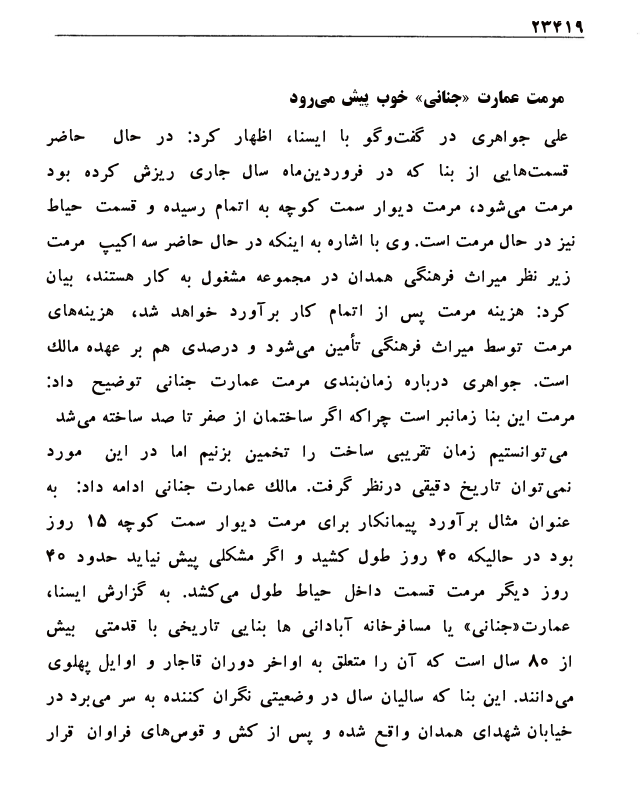 ۲۳۴۱۹
مرمت عمارت «جنانی» خوب پیش می‌رود
علی جواهری در گفت‌وگو با ایسنا، اظهار کرد: در حال حاضر
قسمت‌هایی از بنا که در فروردین‌ماه سال جاری ریزش کرده بود
مرمت می‌شود، مرمت دیوار سمت کوچه به اتمام رسیده و قسمت حیاط
نیز در حال مرمت است. وی با اشاره به اینکه در حال حاضر سه اکیپ مرمت
زیر نظر میراث فرهنگی همدان در مجموعه مشغول به کار هستند، بیان
کرد: هزینه مرمت پس از اتمام کار برآورد خواهد شد، هزینه‌های
مرمت توسط میراث فرهنگی تأمین می‌شود و درصدی هم بر عهده مالك
است. جواهری درباره زمان‌بندی مرمت عمارت جنانی توضیح داد:
مرمت این بنا زمانبر است چراکه اگر ساختمان از صفر تا صد ساخته می‌شد
می‌توانستیم زمان تقریبی ساخت را تخمین بزنیم اما در این مورد
نمی‌توان تاریخ دقیقی درنظر گرفت. مالك عمارت جنانی ادامه داد: به
عنوان مثال برآورد پیمانکار برای مرمت دیوار سمت کوچه ۱۵ روز
بود در حالیکه ۴۰ روز طول کشید و اگر مشکلی پیش نیاید حدود ۴۰
روز دیگر مرمت قسمت داخل حیاط طول می‌کشد. به گزارش ایسنا،
عمارت«جنانی» یا مسافرخانه آبادانی ها بنایی تاریخی با قدمتی بیش
از ۸۰ سال است که آن را متعلق به اواخر دوران قاجار و اوایل پهلوی
می‌دانند. این بنا که سالیان سال در وضعیتی نگران کننده به سر می‌برد در
خیابان شهدای همدان واقع شده و پس از کش و قوس‌های فراوان قرار